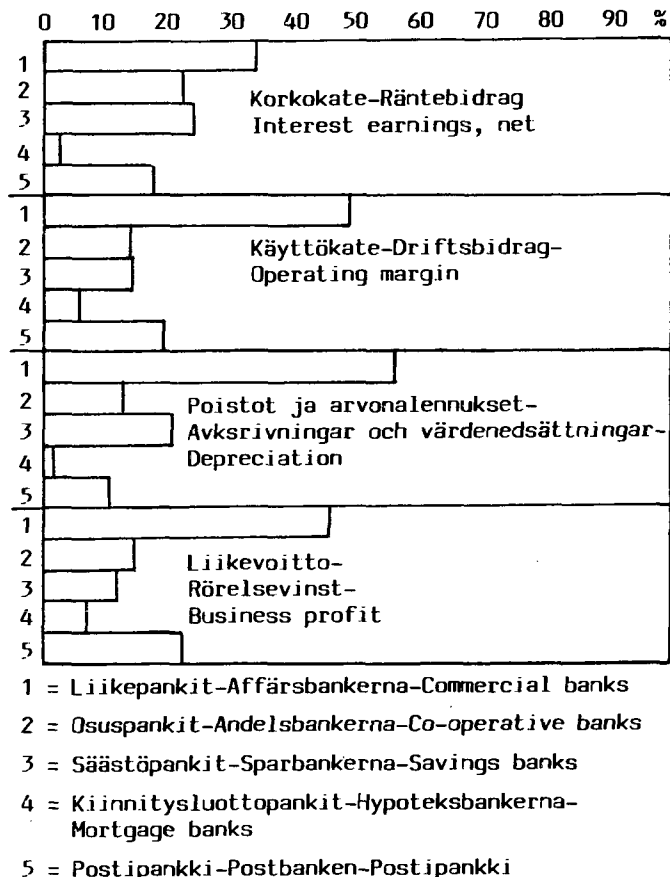 0 10 20 30 40 50 60 70 80 90 %
1
2
Korkokate-Räntebidrag
3
Interest earnings, net
4
5
1
2
Käyttökate-Driftsbidrag-
3
Operating margin
4
5
1
2
Poistot ja arvonalennukset-
3
Avksrivningar och värdenedsättningar-
Depreciation
4
5
1
2
Liikevoitto-
3
Rörelsevinst-
4
Business profit
5
1 = Liikepankit-Affärsbankerna-Commercial banks
2 = Osuspankit-Andelsbankerna-Co-operative banks
3 = Säästöpankit-Sparbankerna-Savings banks
4 = Kiinnitysluottopankit-Hypoteksbankerna-
Mortgage banks
5 = Postipankki-Postbanken-Postipankki